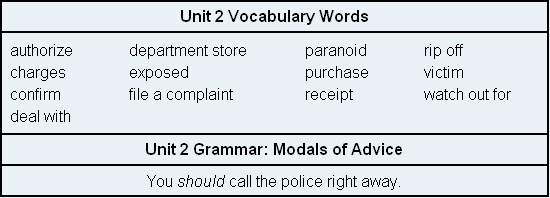 Unit 2 Vocabulary Words
authorize department store paranoid rip off
charges exposed purchase victim
confirm file a complaint receipt watch out for
deal with
Unit 2 Grammar: Modals of Advice
You should call the police right away.